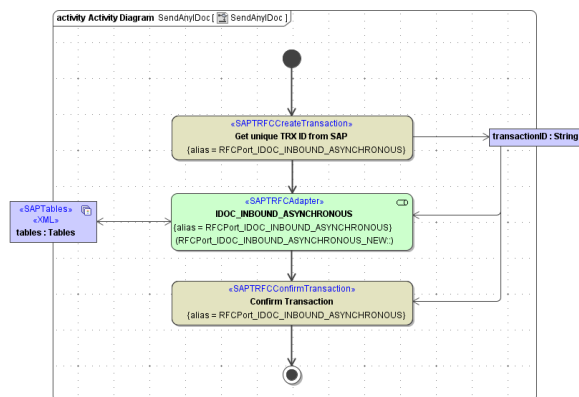 activity Activity Diagram SendAnyIDoc [ SendAnyIDoc ]
«SAPTRFCCreateTransaction»
Get unique TRX ID from SAP
{alias = RFCPort_IDOC_INBOUND_ASYNCHRONOUS}
transactionID : String
«SAPTables»
«XML»
tables : Tables
«SAPTRFCAdapter»
IDOC_INBOUND_ASYNCHRONOUS
{alias = RFCPort_IDOC_INBOUND_ASYNCHRONOUS}
(RFCPort_IDOC_INBOUND_ASYNCHRONOUS_NEW::)
«SAPTRFCConfirmTransaction»
Confirm Transaction
{alias = RFCPort_IDOC_INBOUND_ASYNCHRONOUS}